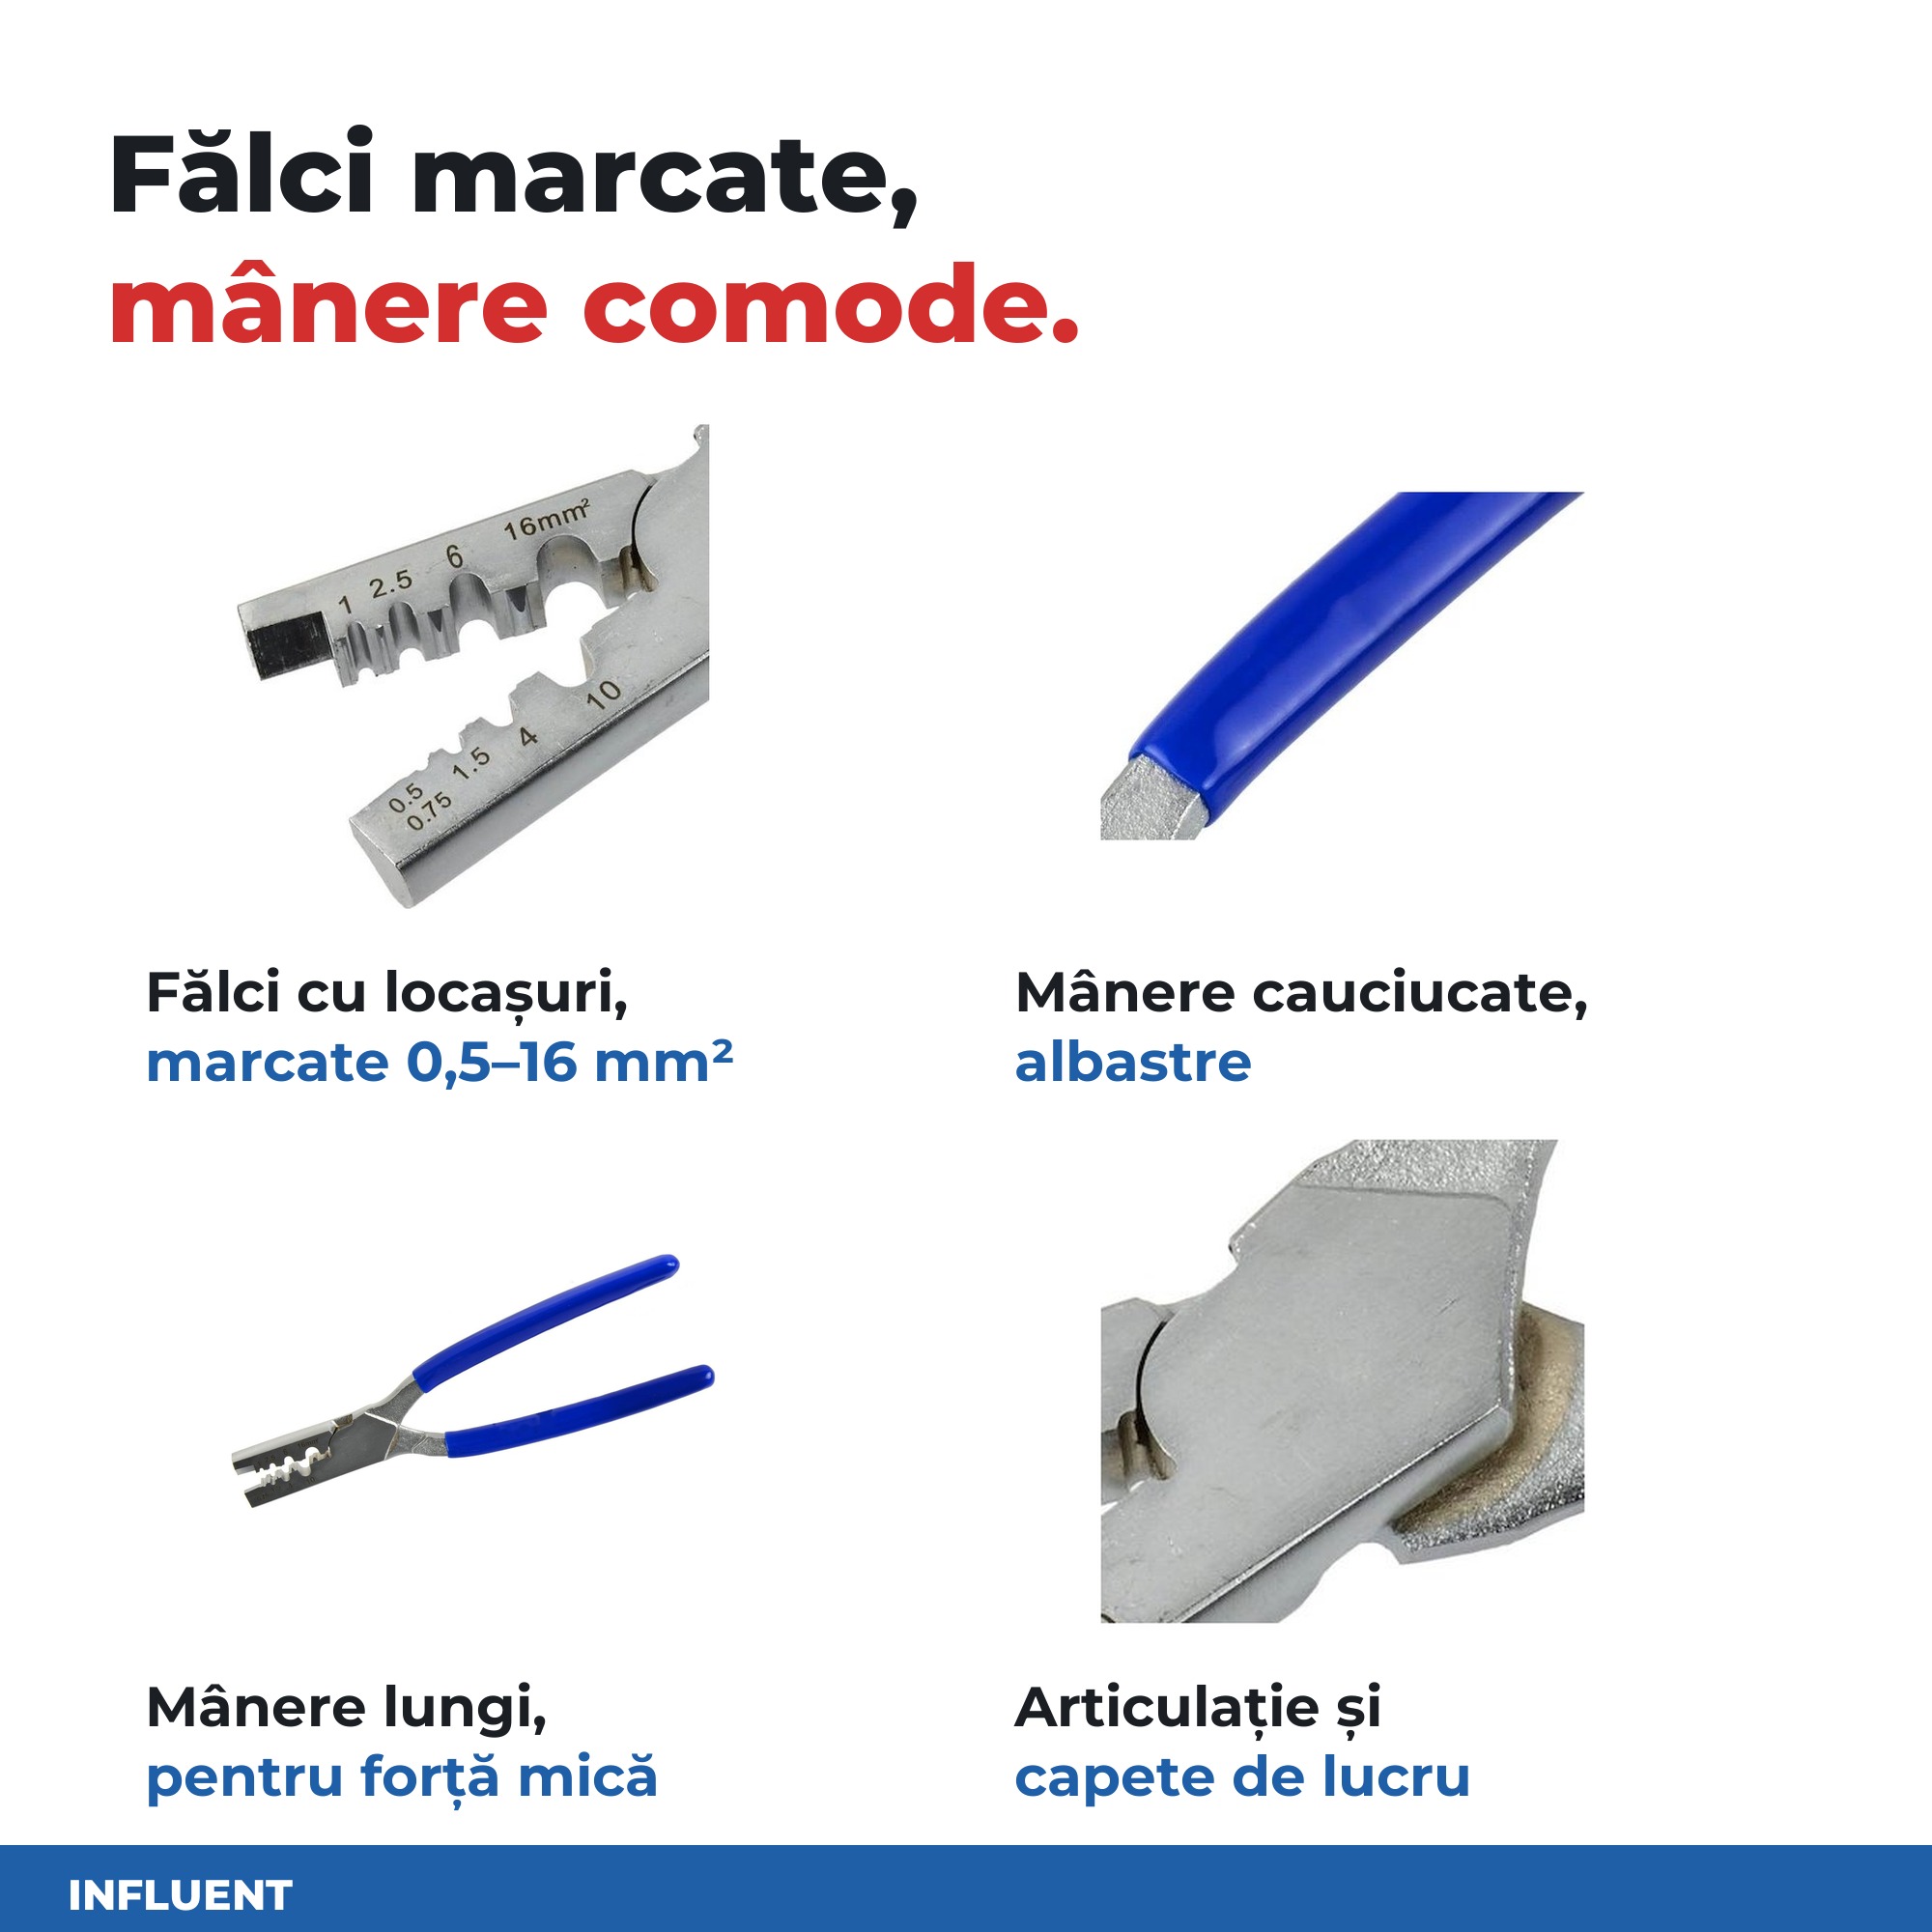 Fălci marcate,
mânere comode.
1 2.5 6 16mm²
0.5 1.5 4 10
0.75
Fălci cu locașuri,
marcate 0,5–16 mm²
Mânere cauciucate,
albastre
Mânere lungi,
pentru forță mică
Articulație și
capete de lucru
INFLUENT